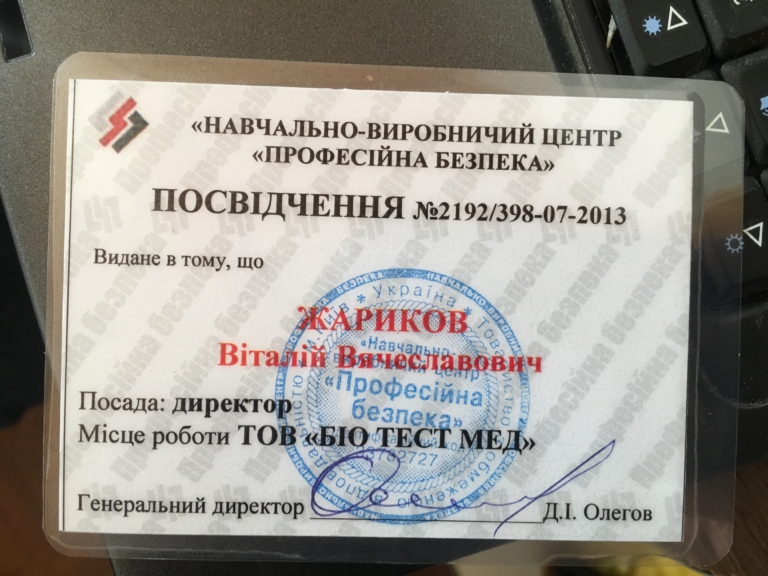 «НАВЧАЛЬНО-ВИРОБНИЧИЙ ЦЕНТР
«ПРОФЕСІЙНА БЕЗПЕКА»
ПОСВІДЧЕННЯ №2192/398-07-2013
Видане в тому, що
ЖАРИКОВ
Віталій Вячеславович
Посада: директор
Місце роботи ТОВ «БІО ТЕСТ МЕД»
Генеральний директор
Д.І. Олегов
Україна
«Навчально
центр
«Професійна
безпека»